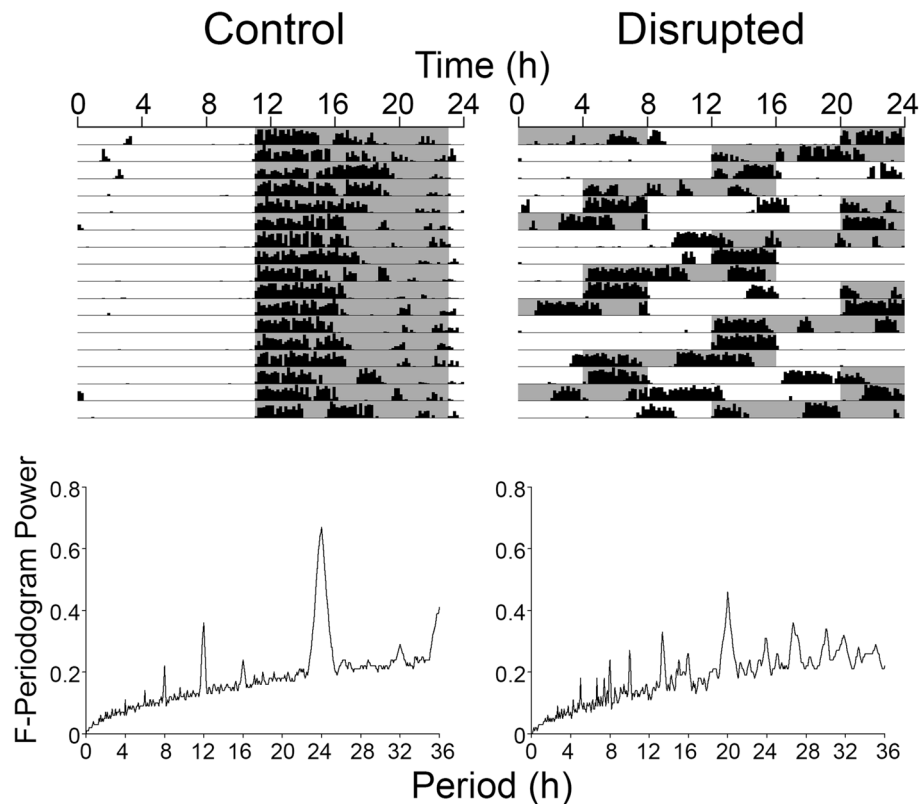 Control Disrupted
Time (h)
0 4 8 12 16 20 24 0 4 8 12 16 20 24
F-Periodogram Power
0.8 0.8
0.6 0.6
0.4 0.4
0.2 0.2
0 0
0 4 8 12 16 20 24 28 32 36 0 4 8 12 16 20 24 28 32 36
Period (h)